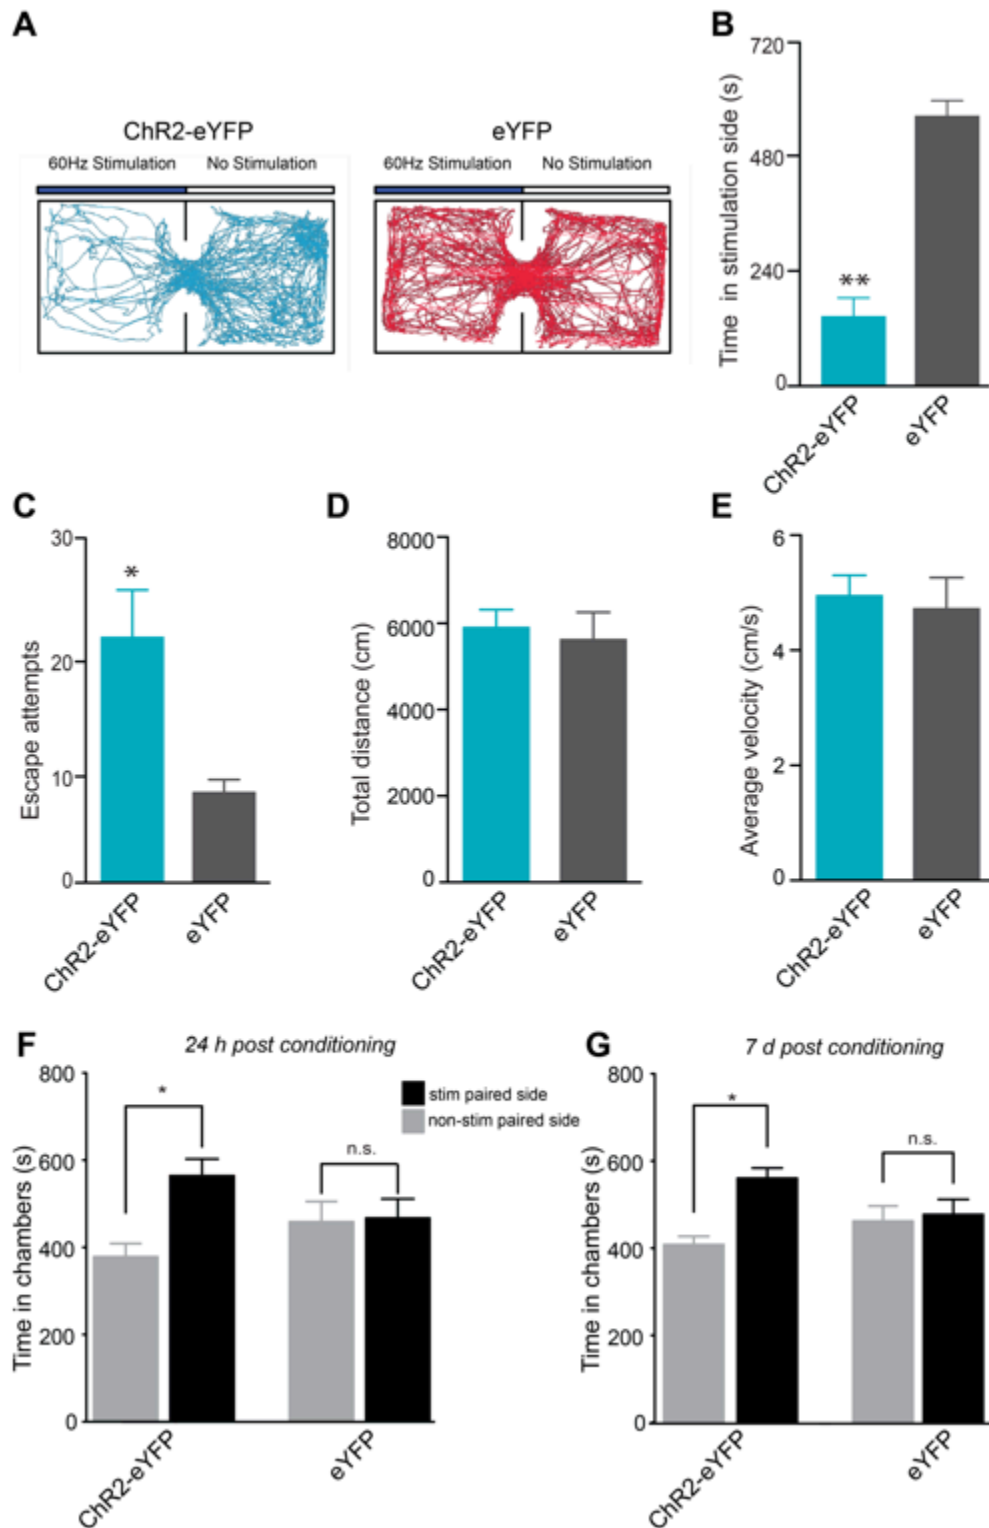 A
ChR2-eYFP
eYFP
60Hz Stimulation
No Stimulation
60Hz Stimulation
No Stimulation
B
Time in stimulation side (s)
720
480
240
0
**
ChR2-eYFP
eYFP
C
Escape attempts
30
20
10
0
*
ChR2-eYFP
eYFP
D
Total distance (cm)
8000
6000
4000
2000
0
ChR2-eYFP
eYFP
E
Average velocity (cm/s)
6
4
2
0
ChR2-eYFP
eYFP
F
24 h post conditioning
Time in chambers (s)
800
600
400
200
0
*
n.s.
stim paired side
non-stim paired side
ChR2-eYFP
eYFP
G
7 d post conditioning
Time in chambers (s)
800
600
400
200
0
*
n.s.
ChR2-eYFP
eYFP